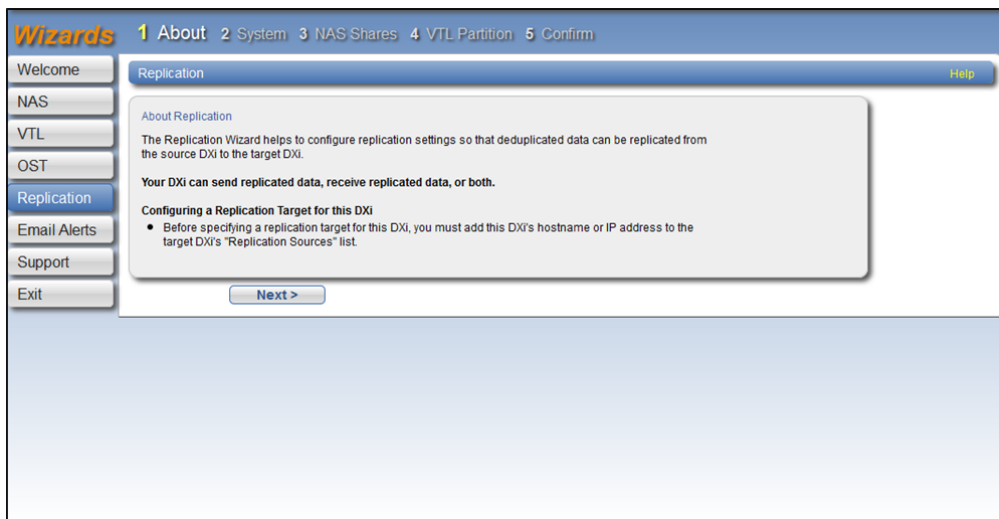 Wizards
1 About 2 System 3 NAS Shares 4 VTL Partition 5 Confirm
Welcome
NAS
VTL
OST
Replication
Email Alerts
Support
Exit
Replication
Help
About Replication
The Replication Wizard helps to configure replication settings so that deduplicated data can be replicated from
the source DXi to the target DXi.
Your DXi can send replicated data, receive replicated data, or both.
Configuring a Replication Target for this DXi
● Before specifying a replication target for this DXi, you must add this DXi's hostname or IP address to the
target DXi's "Replication Sources" list.
Next >